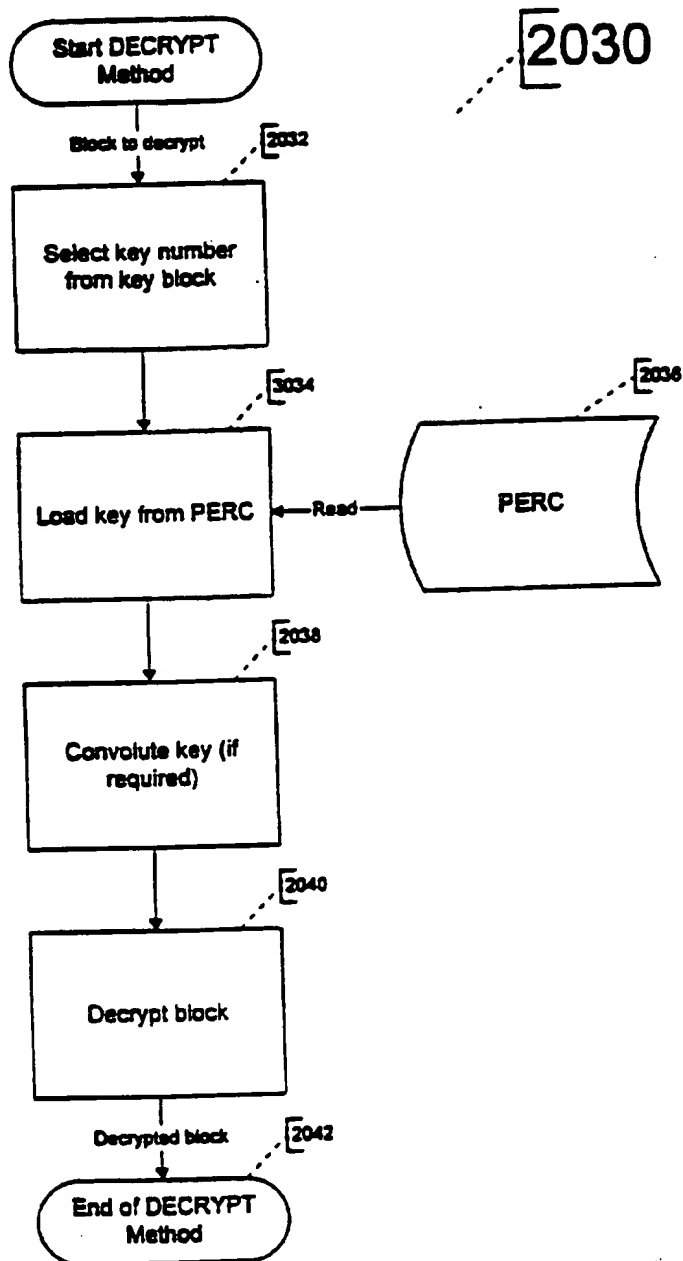 Start DECRYPT
Method
2030
Block to decrypt
2032
Select key number
from key block
3034
2036
Load key from PERC
Read
PERC
2038
Convolute key (if
required)
2040
Decrypt block
Decrypted block
2042
End of DECRYPT
Method